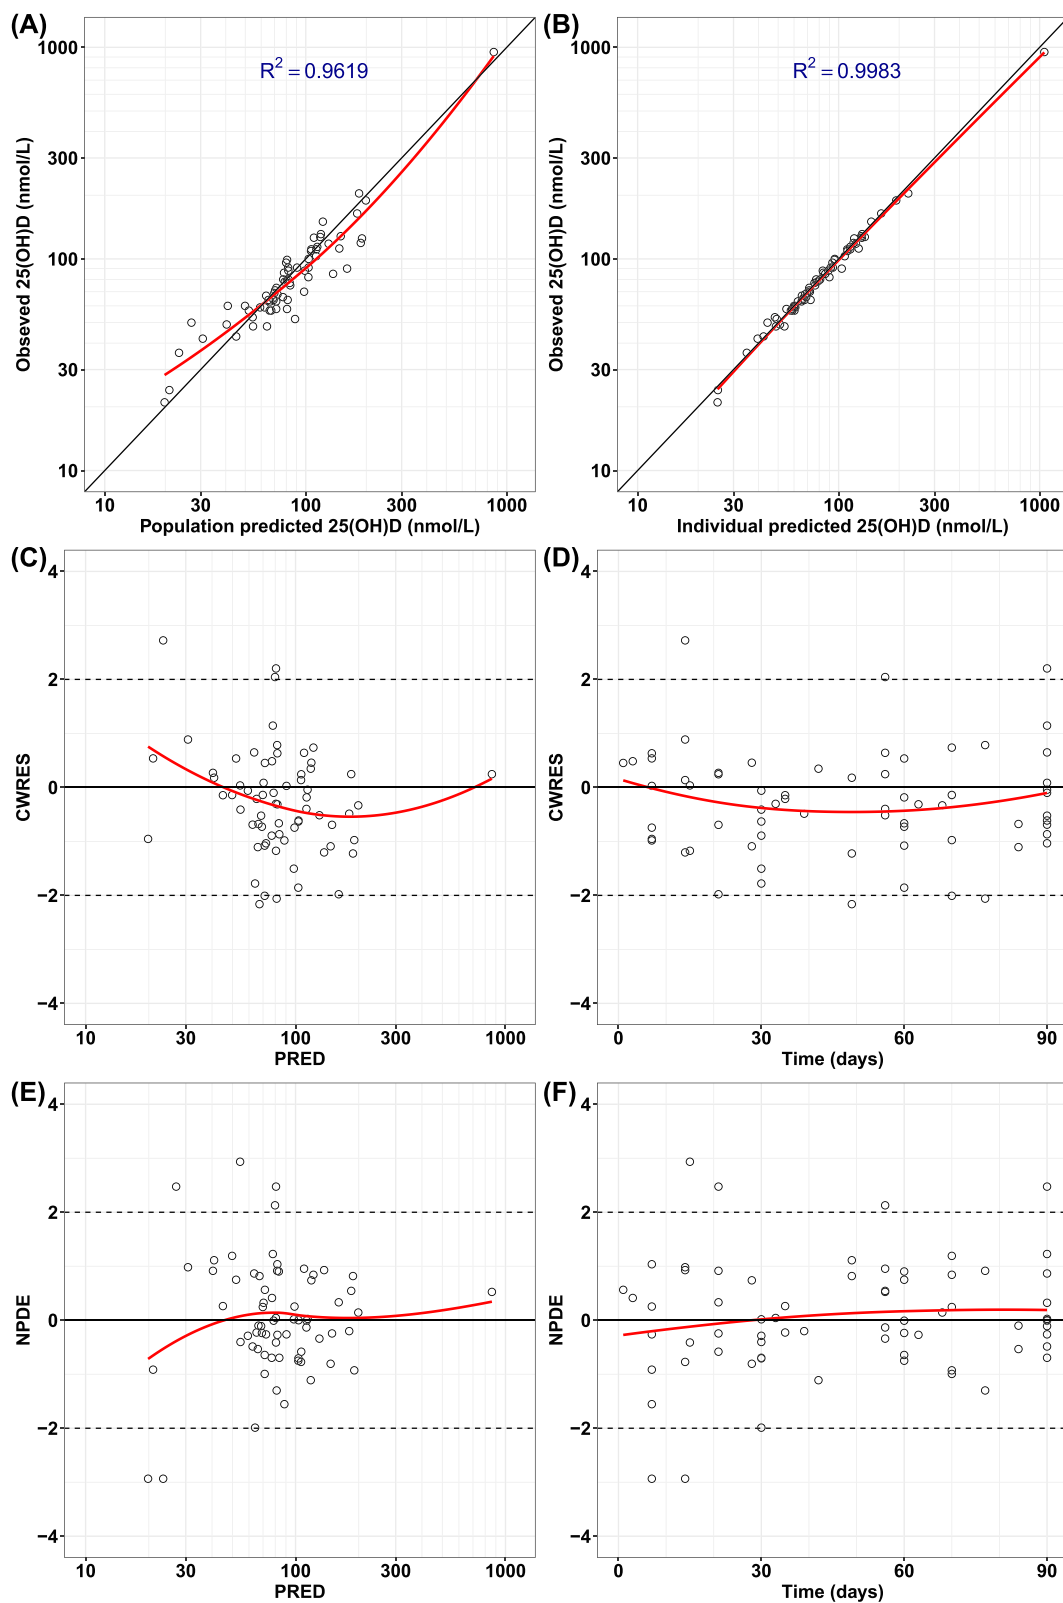 (A)
R² = 0.9619
1000
300
100
30
10
Obseved 25(OH)D (nmol/L)
10 30 100 300 1000
Population predicted 25(OH)D (nmol/L)
(B)
R² = 0.9983
1000
300
100
30
10
Obseved 25(OH)D (nmol/L)
10 30 100 300 1000
Individual predicted 25(OH)D (nmol/L)
(C)
4
2
0
−2
−4
CWRES
10 30 100 300 1000
PRED
(D)
4
2
0
−2
−4
CWRES
0 30 60 90
Time (days)
(E)
4
2
0
−2
−4
NPDE
10 30 100 300 1000
PRED
(F)
4
2
0
−2
−4
NPDE
0 30 60 90
Time (days)